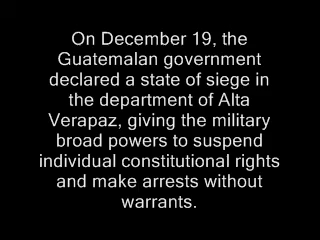 On December 19, the
Guatemalan government
declared a state of siege in
the department of Alta
Verapaz, giving the military
broad powers to suspend
individual constitutional rights
and make arrests without
warrants.